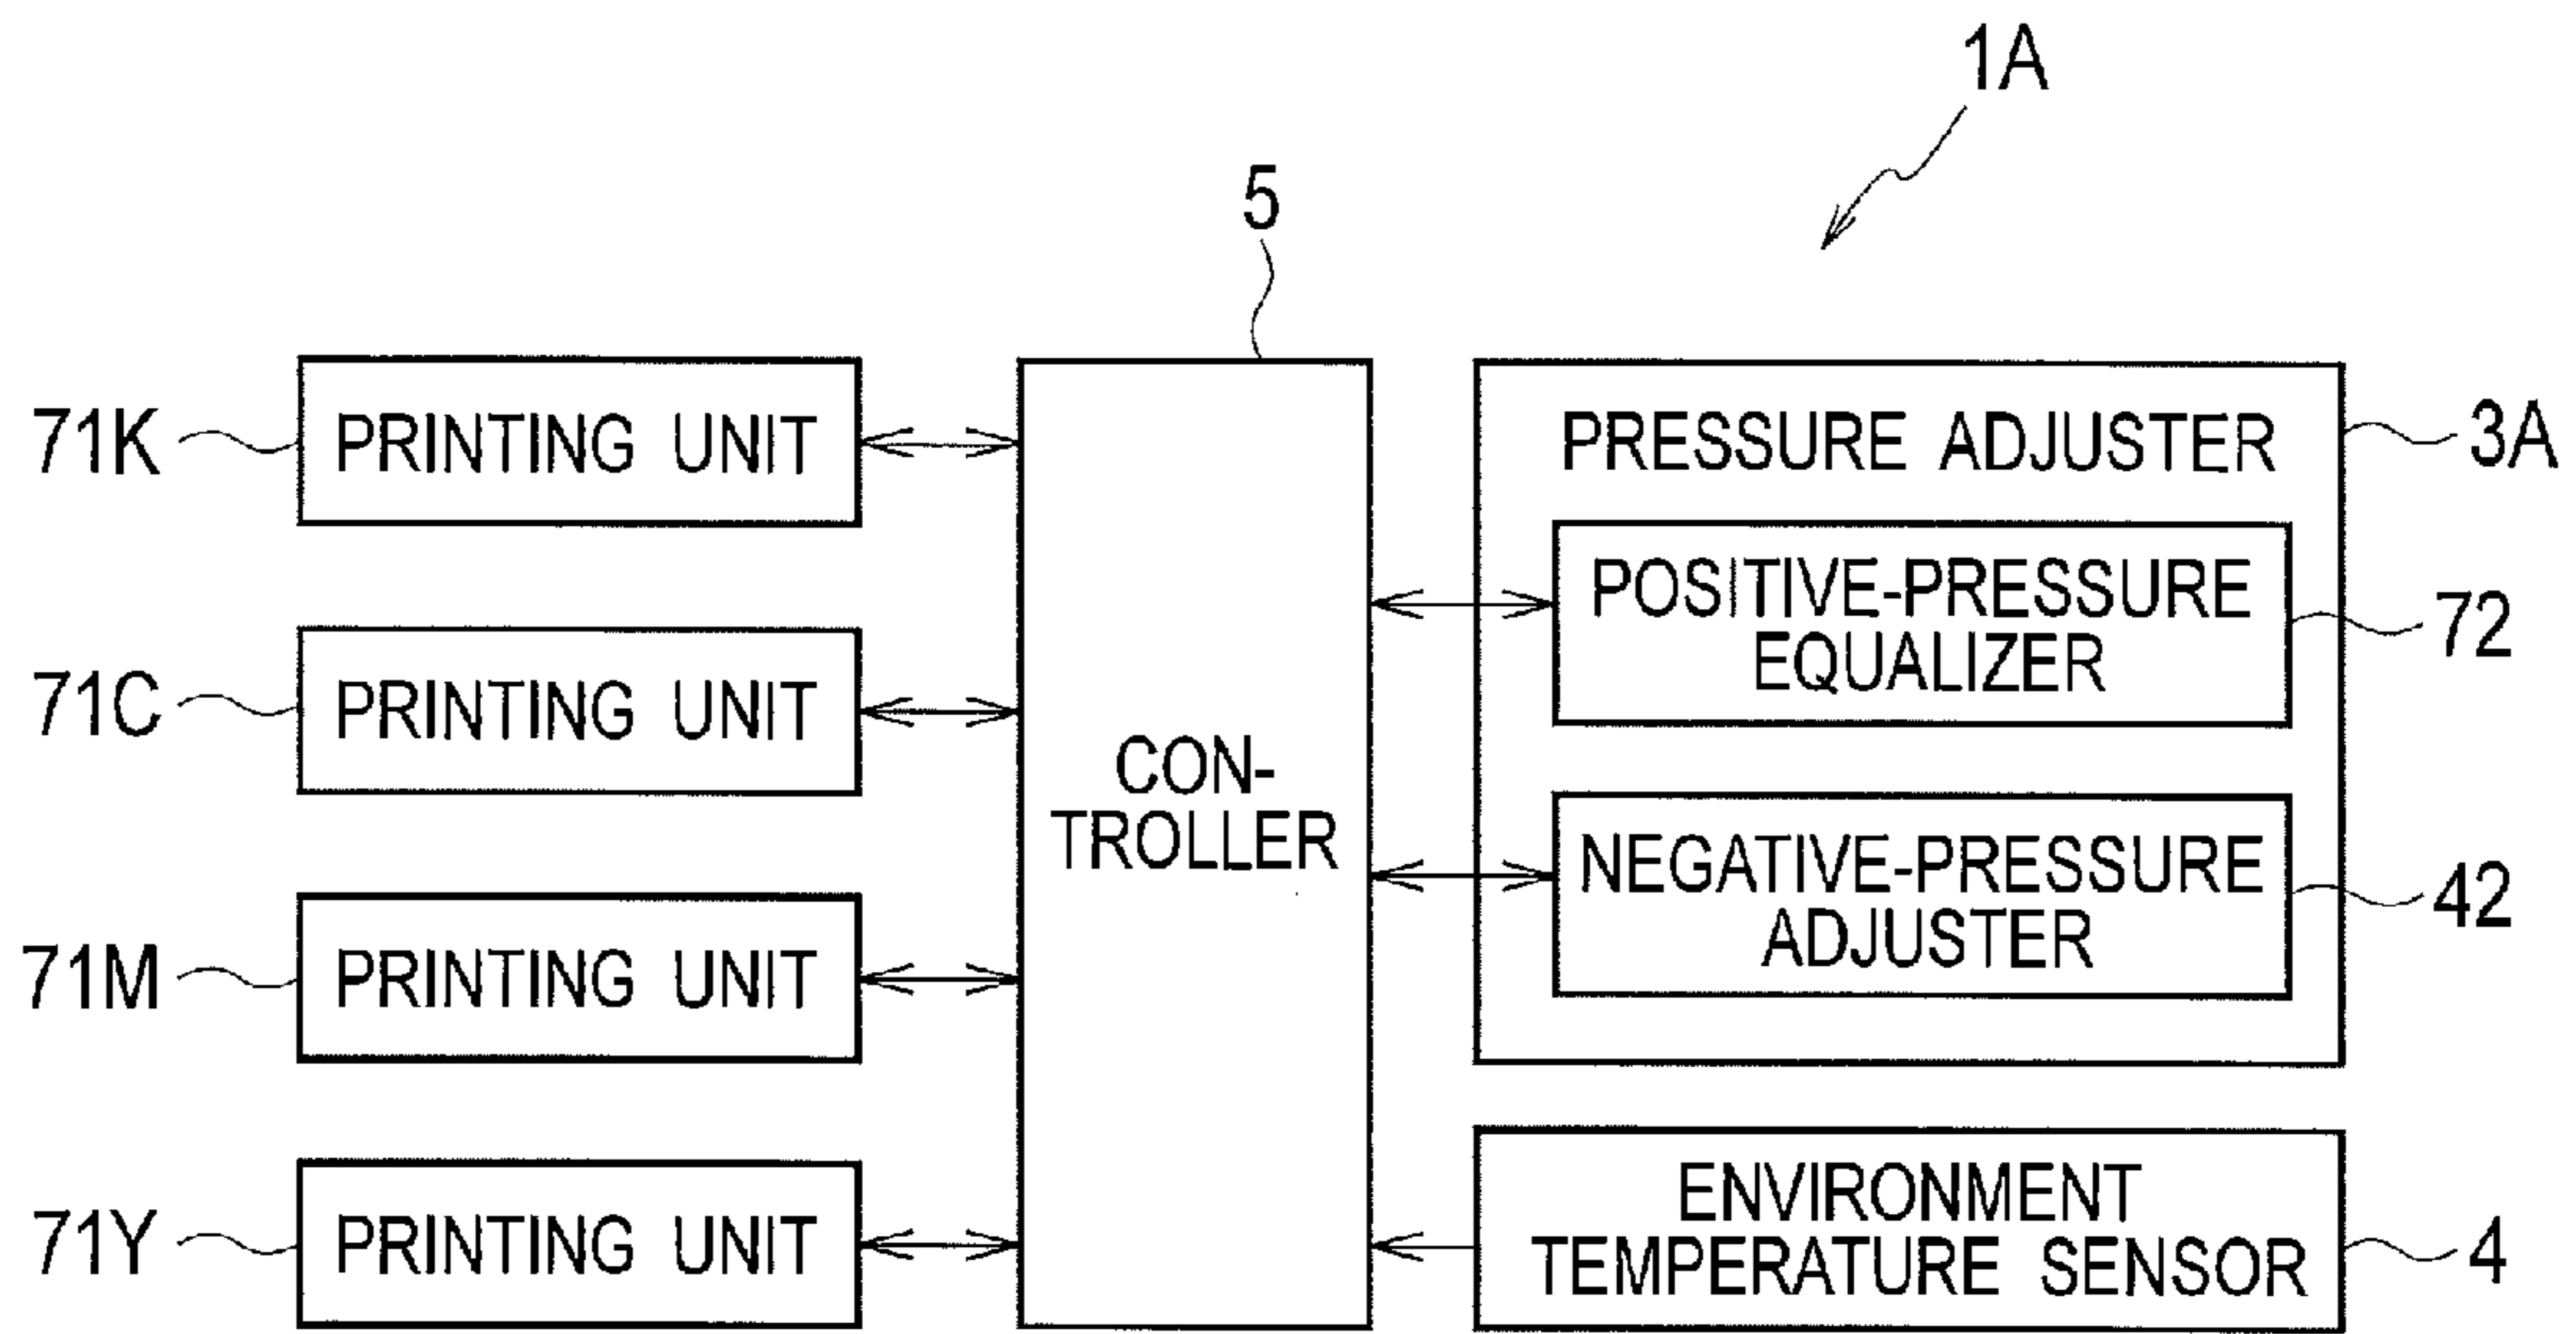 1A
5
71K
PRINTING UNIT
71C
PRINTING UNIT
71M
PRINTING UNIT
71Y
PRINTING UNIT
CON-
TROLLER
PRESSURE ADJUSTER
3A
POSITIVE-PRESSURE
EQUALIZER
72
NEGATIVE-PRESSURE
ADJUSTER
42
ENVIRONMENT
TEMPERATURE SENSOR
4